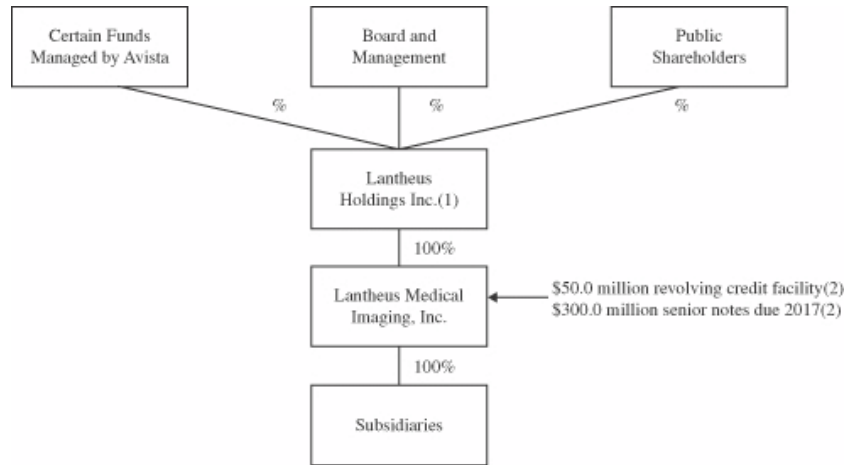 Certain Funds
Managed by Avista
Board and
Management
Public
Shareholders
%
%
%
Lantheus
Holdings Inc.(1)
100%
Lantheus Medical
Imaging, Inc.
$50.0 million revolving credit facility(2)
$300.0 million senior notes due 2017(2)
100%
Subsidiaries